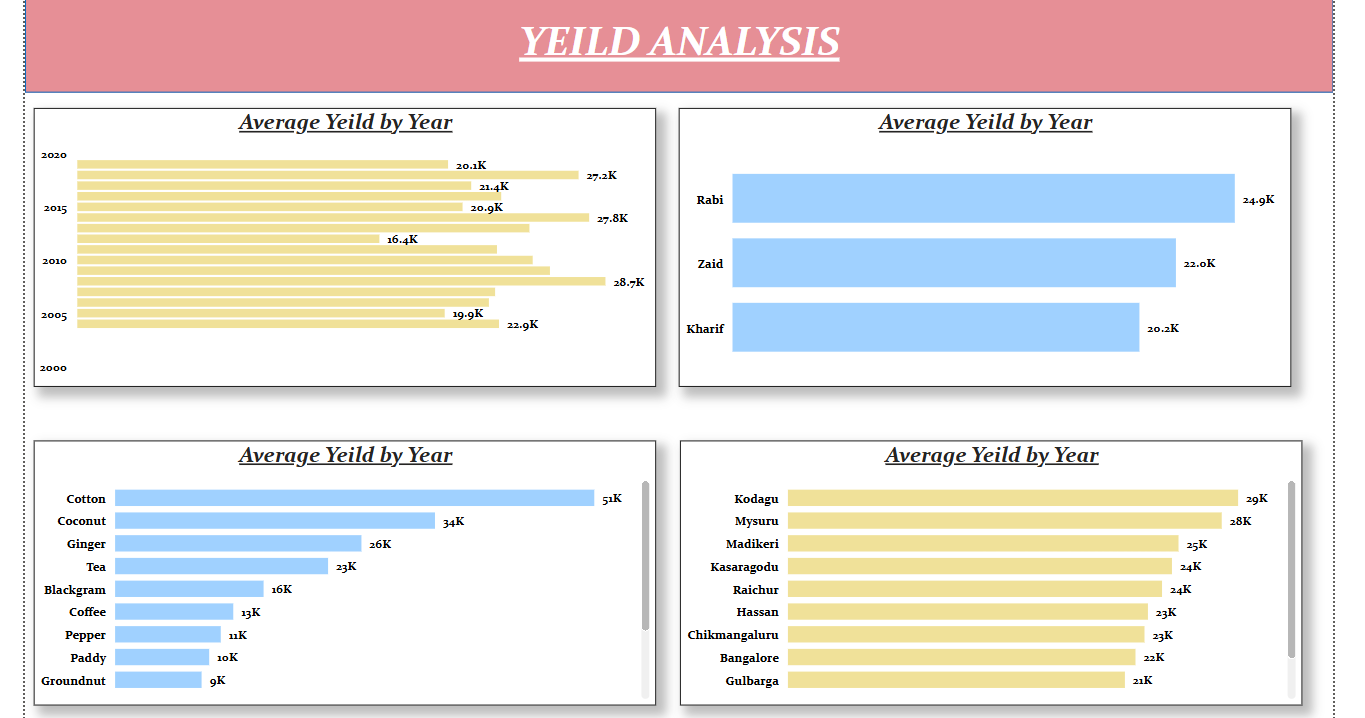 YEILD ANALYSIS
Average Yeild by Year
2020
20.1K
27.2K
21.4K
2015
20.9K
27.8K
16.4K
2010
28.7K
2005
19.9K
22.9K
2000
Average Yeild by Year
Rabi 24.9K
Zaid 22.0K
Kharif 20.2K
Average Yeild by Year
Cotton 51K
Coconut 34K
Ginger 26K
Tea 23K
Blackgram 16K
Coffee 13K
Pepper 11K
Paddy 10K
Groundnut 9K
Average Yeild by Year
Kodagu 29K
Mysuru 28K
Madikeri 25K
Kasaragodu 24K
Raichur 24K
Hassan 23K
Chikmangaluru 23K
Bangalore 22K
Gulbarga 21K